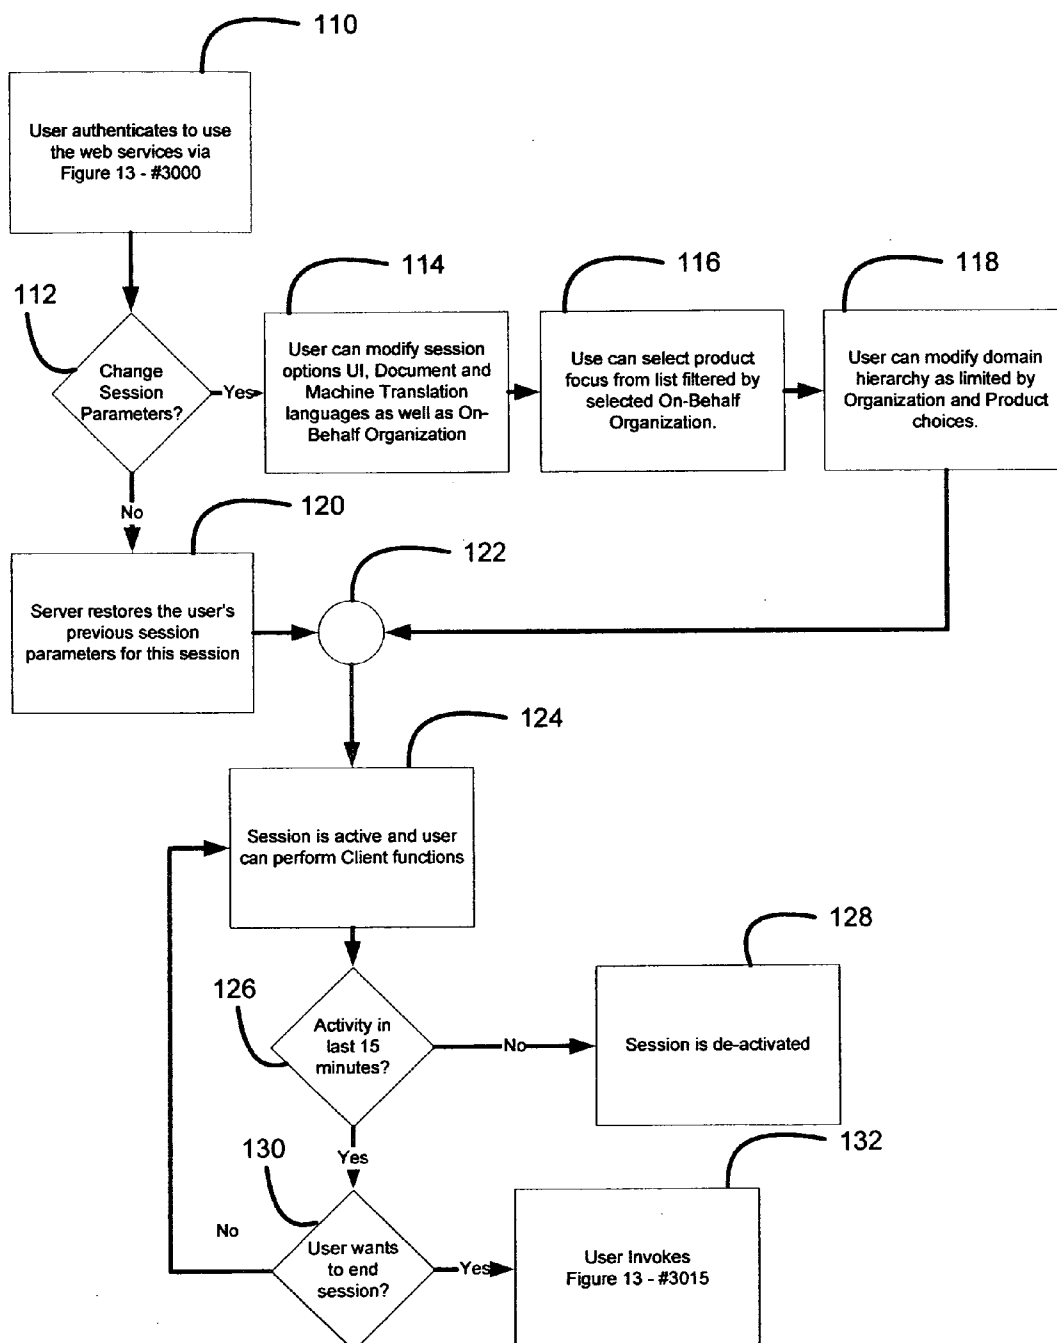 110
User authenticates to use
the web services via
Figure 13 - #3000
112
Change
Session
Parameters?
Yes
114
User can modify session
options UI, Document and
Machine Translation
languages as well as On-
Behalf Organization
116
Use can select product
focus from list filtered by
selected On-Behalf
Organization.
118
User can modify domain
hierarchy as limited by
Organization and Product
choices.
No
120
Server restores the user's
previous session
parameters for this session
122
124
Session is active and user
can perform Client functions
126
Activity in
last 15
minutes?
No
128
Session is de-activated
Yes
130
No
User wants
to end
session?
Yes
132
User Invokes
Figure 13 - #3015